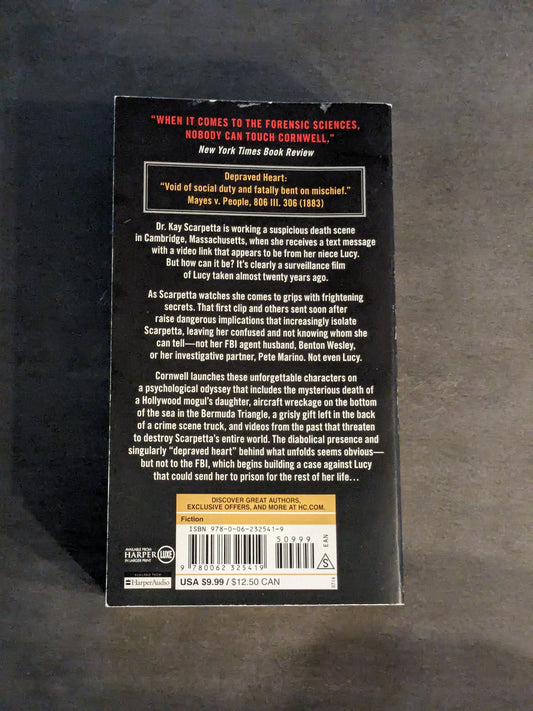 "WHEN IT COMES TO THE FORENSIC SCIENCES,
NOBODY CAN TOUCH CORNWELL."
New York Times Book Review
Depraved Heart:
"Void of social duty and fatally bent on mischief."
Mayes v. People, 806 III. 306 (1883)
Dr. Kay Scarpetta is working a suspicious death scene
in Cambridge, Massachusetts, when she receives a text message
with a video link that appears to be from her niece Lucy.
But how can it be? It's clearly a surveillance film
of Lucy taken almost twenty years ago.
As Scarpetta watches she comes to grips with frightening
secrets. That first clip and others sent soon after
raise dangerous implications that increasingly isolate
Scarpetta, leaving her confused and not knowing whom she
can tell—not her FBI agent husband, Benton Wesley,
or her investigative partner, Pete Marino. Not even Lucy.
Cornwell launches these unforgettable characters on
a psychological odyssey that includes the mysterious death of
a Hollywood mogul's daughter, aircraft wreckage on the bottom
of the sea in the Bermuda Triangle, a grisly gift left in the back
of a crime scene truck, and videos from the past that threaten
to destroy Scarpetta's entire world. The diabolical presence and
singularly "depraved heart" behind what unfolds seems obvious—
but not to the FBI, which begins building a case against Lucy
that could send her to prison for the rest of her life...
DISCOVER GREAT AUTHORS,
EXCLUSIVE OFFERS, AND MORE AT HC.COM.
Fiction
ISBN 978-0-06-232541-9
50999
EAN
9 780062 325419
S
USA $9.99 / $12.50 CAN
0716
AVAILABLE FROM
HARPER LUXE
IN LARGER PRINT
AVAILABLE FROM
HarperAudio